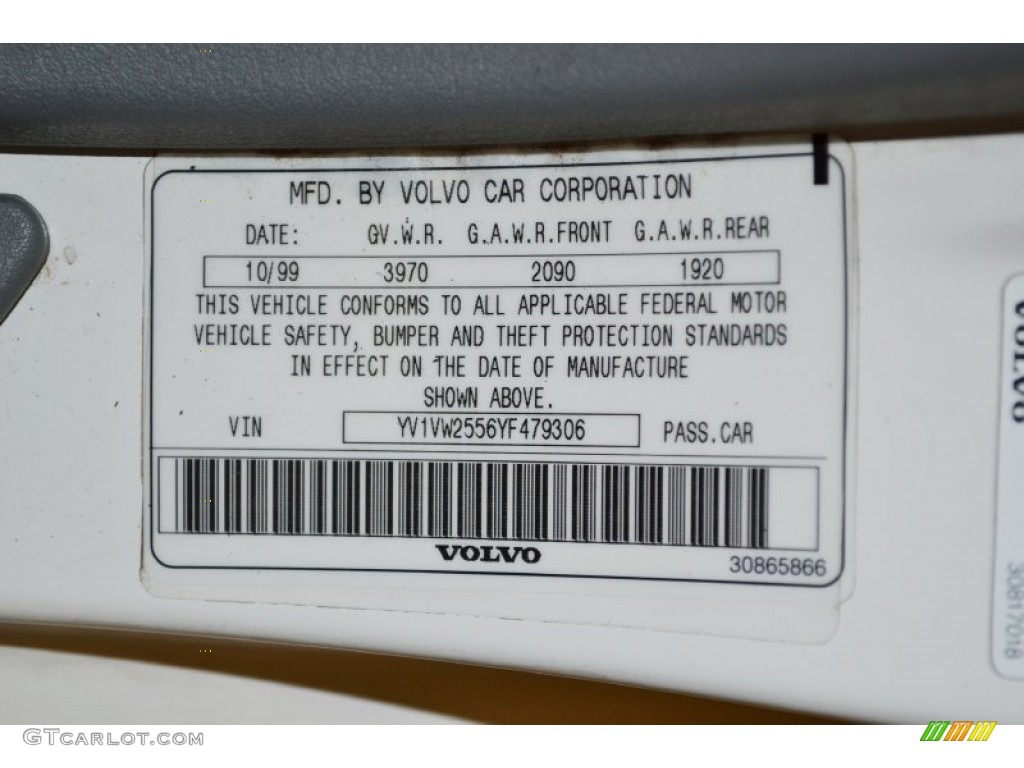 MFD. BY VOLVO CAR CORPORATION
DATE: GV.W.R. G.A.W.R.FRONT G.A.W.R.REAR
10/99 3970 2090 1920
THIS VEHICLE CONFORMS TO ALL APPLICABLE FEDERAL MOTOR
VEHICLE SAFETY, BUMPER AND THEFT PROTECTION STANDARDS
IN EFFECT ON THE DATE OF MANUFACTURE
SHOWN ABOVE.
VIN YV1VW2556YF479306 PASS.CAR
VOLVO
30865866
30817018
GTCARLOT.COM